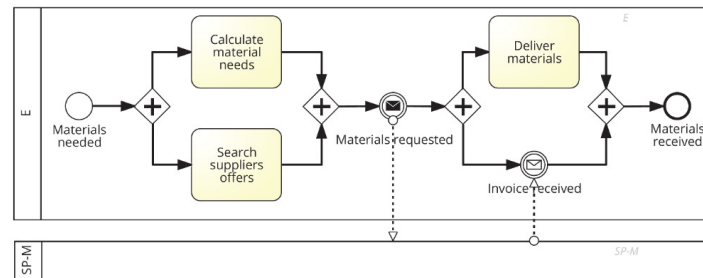 E
E
Calculate
material
needs
Deliver
materials
Materials
needed
Materials requested
Materials
received
Search
suppliers
offers
Invoice received
SP-M
SP-M